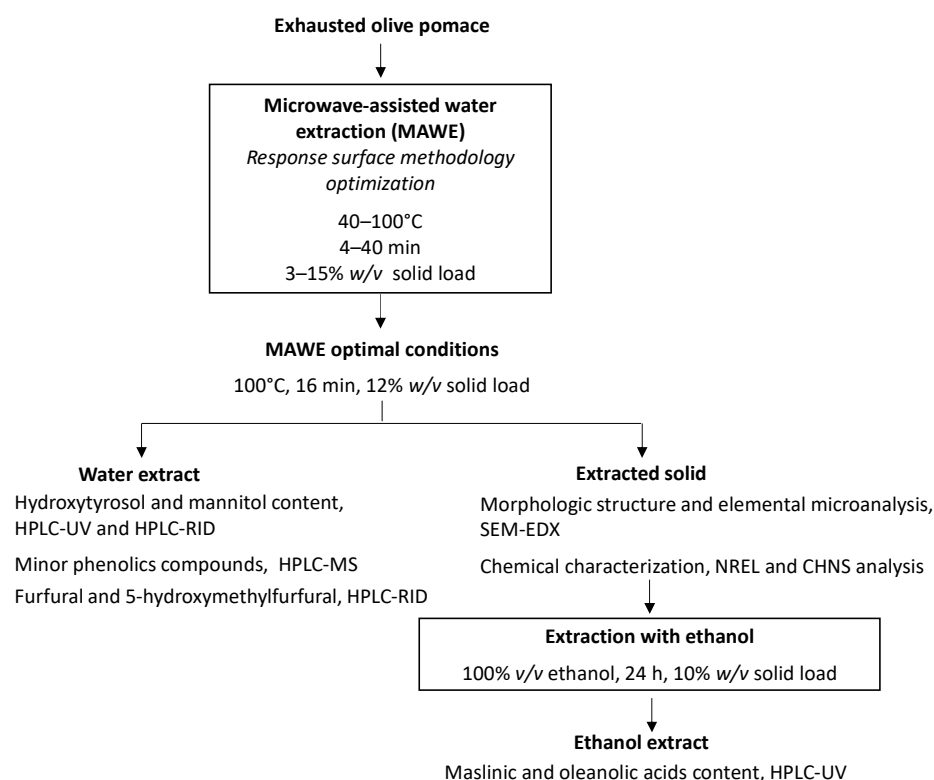 Exhausted olive pomace
Microwave-assisted water
extraction (MAWE)
Response surface methodology
optimization
40–100°C
4–40 min
3–15% w/v solid load
MAWE optimal conditions
100°C, 16 min, 12% w/v solid load
Water extract
Hydroxytyrosol and mannitol content,
HPLC-UV and HPLC-RID
Minor phenolics compounds, HPLC-MS
Furfural and 5-hydroxymethylfurfural, HPLC-RID
Extracted solid
Morphologic structure and elemental microanalysis,
SEM-EDX
Chemical characterization, NREL and CHNS analysis
Extraction with ethanol
100% v/v ethanol, 24 h, 10% w/v solid load
Ethanol extract
Maslinic and oleanolic acids content, HPLC-UV